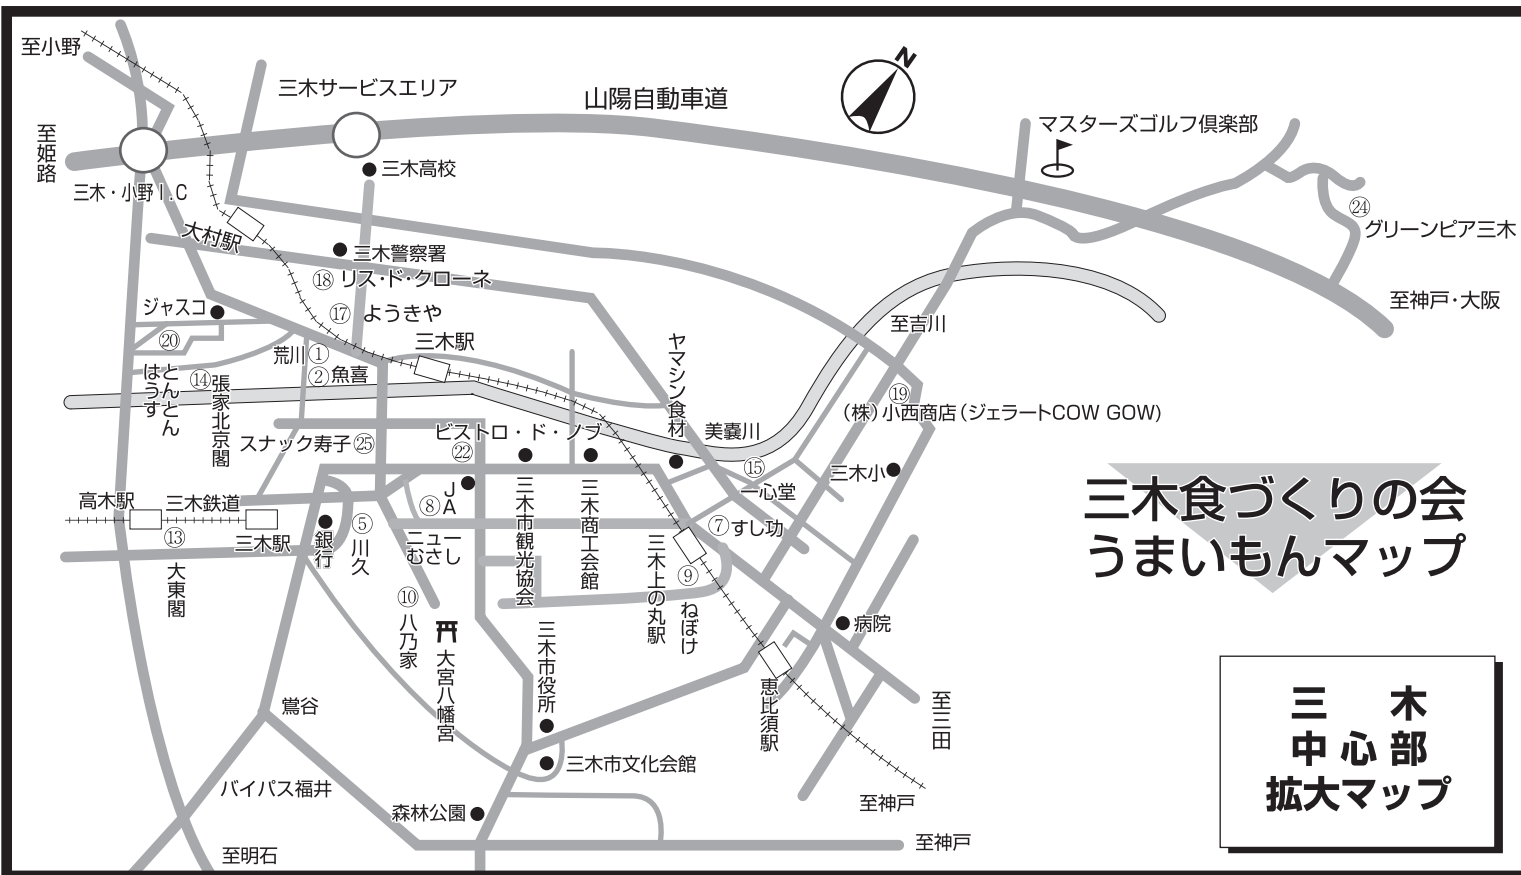 至小野
三木サービスエリア
山陽自動車道
N
マスターズゴルフ倶楽部
至姫路
三木・小野I.C
三木高校
大村駅
三木警察署
⑱ リス・ド・クローネ
㉔
グリーンピア三木
至神戸・大阪
ジャスコ
⑰ ようきや
至吉川
⑳
とんとん
はうす
荒川①
②魚喜
三木駅
ヤマシン食材
⑭張家北京閣
⑲
(株)小西商店(ジェラートCOW GOW)
スナック寿子㉕
ビストロ・ド・ノブ
㉒
美嚢川
三木小
⑮
一心堂
高木駅
三木鉄道
三木駅
⑬
大東閣
銀行
⑤
川久
⑧
JA
ニュー
むさし
三木市観光協会
三木商工会館
⑦すし功
三木上の丸駅
⑨
ねぼけ
三木食づくりの会
うまいもんマップ
⑩
八乃家
大宮八幡宮
三木市役所
病院
恵比須駅
至三田
鴬谷
三木市文化会館
バイパス福井
森林公園
至神戸
至神戸
至明石
三 木
中心部
拡大マップ